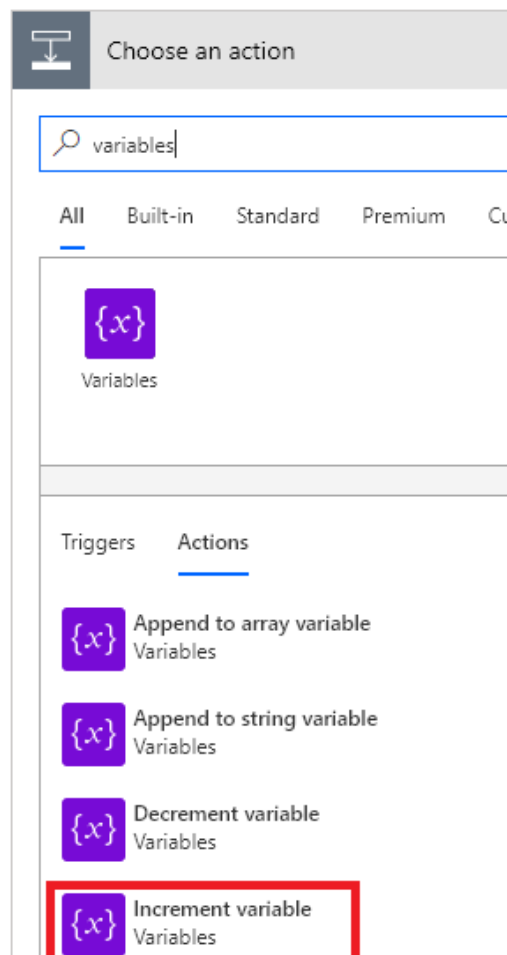 Choose an action
variables
All Built-in Standard Premium Cu
{x}
Variables
Triggers Actions
{x} Append to array variable
Variables
{x} Append to string variable
Variables
{x} Decrement variable
Variables
{x} Increment variable
Variables